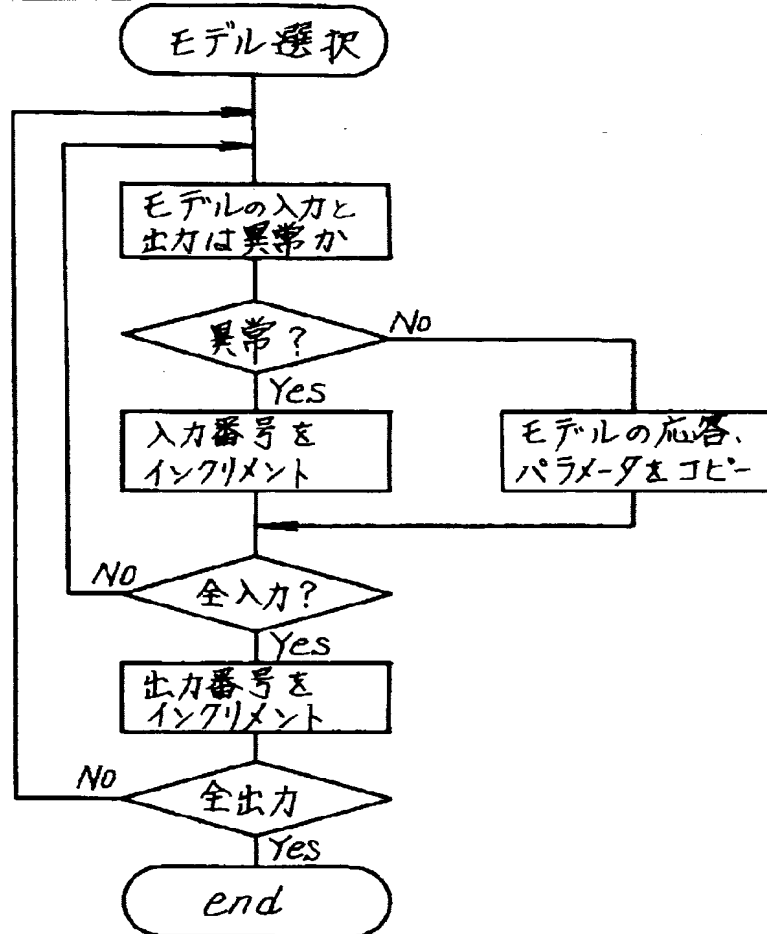 モデル選択
モデルの入力と
出力は異常か
異常?
No
Yes
入力番号を
インクリメント
モデルの応答、
パラメータをコピー
全入力?
No
Yes
出力番号を
インクリメント
全出力
No
Yes
end